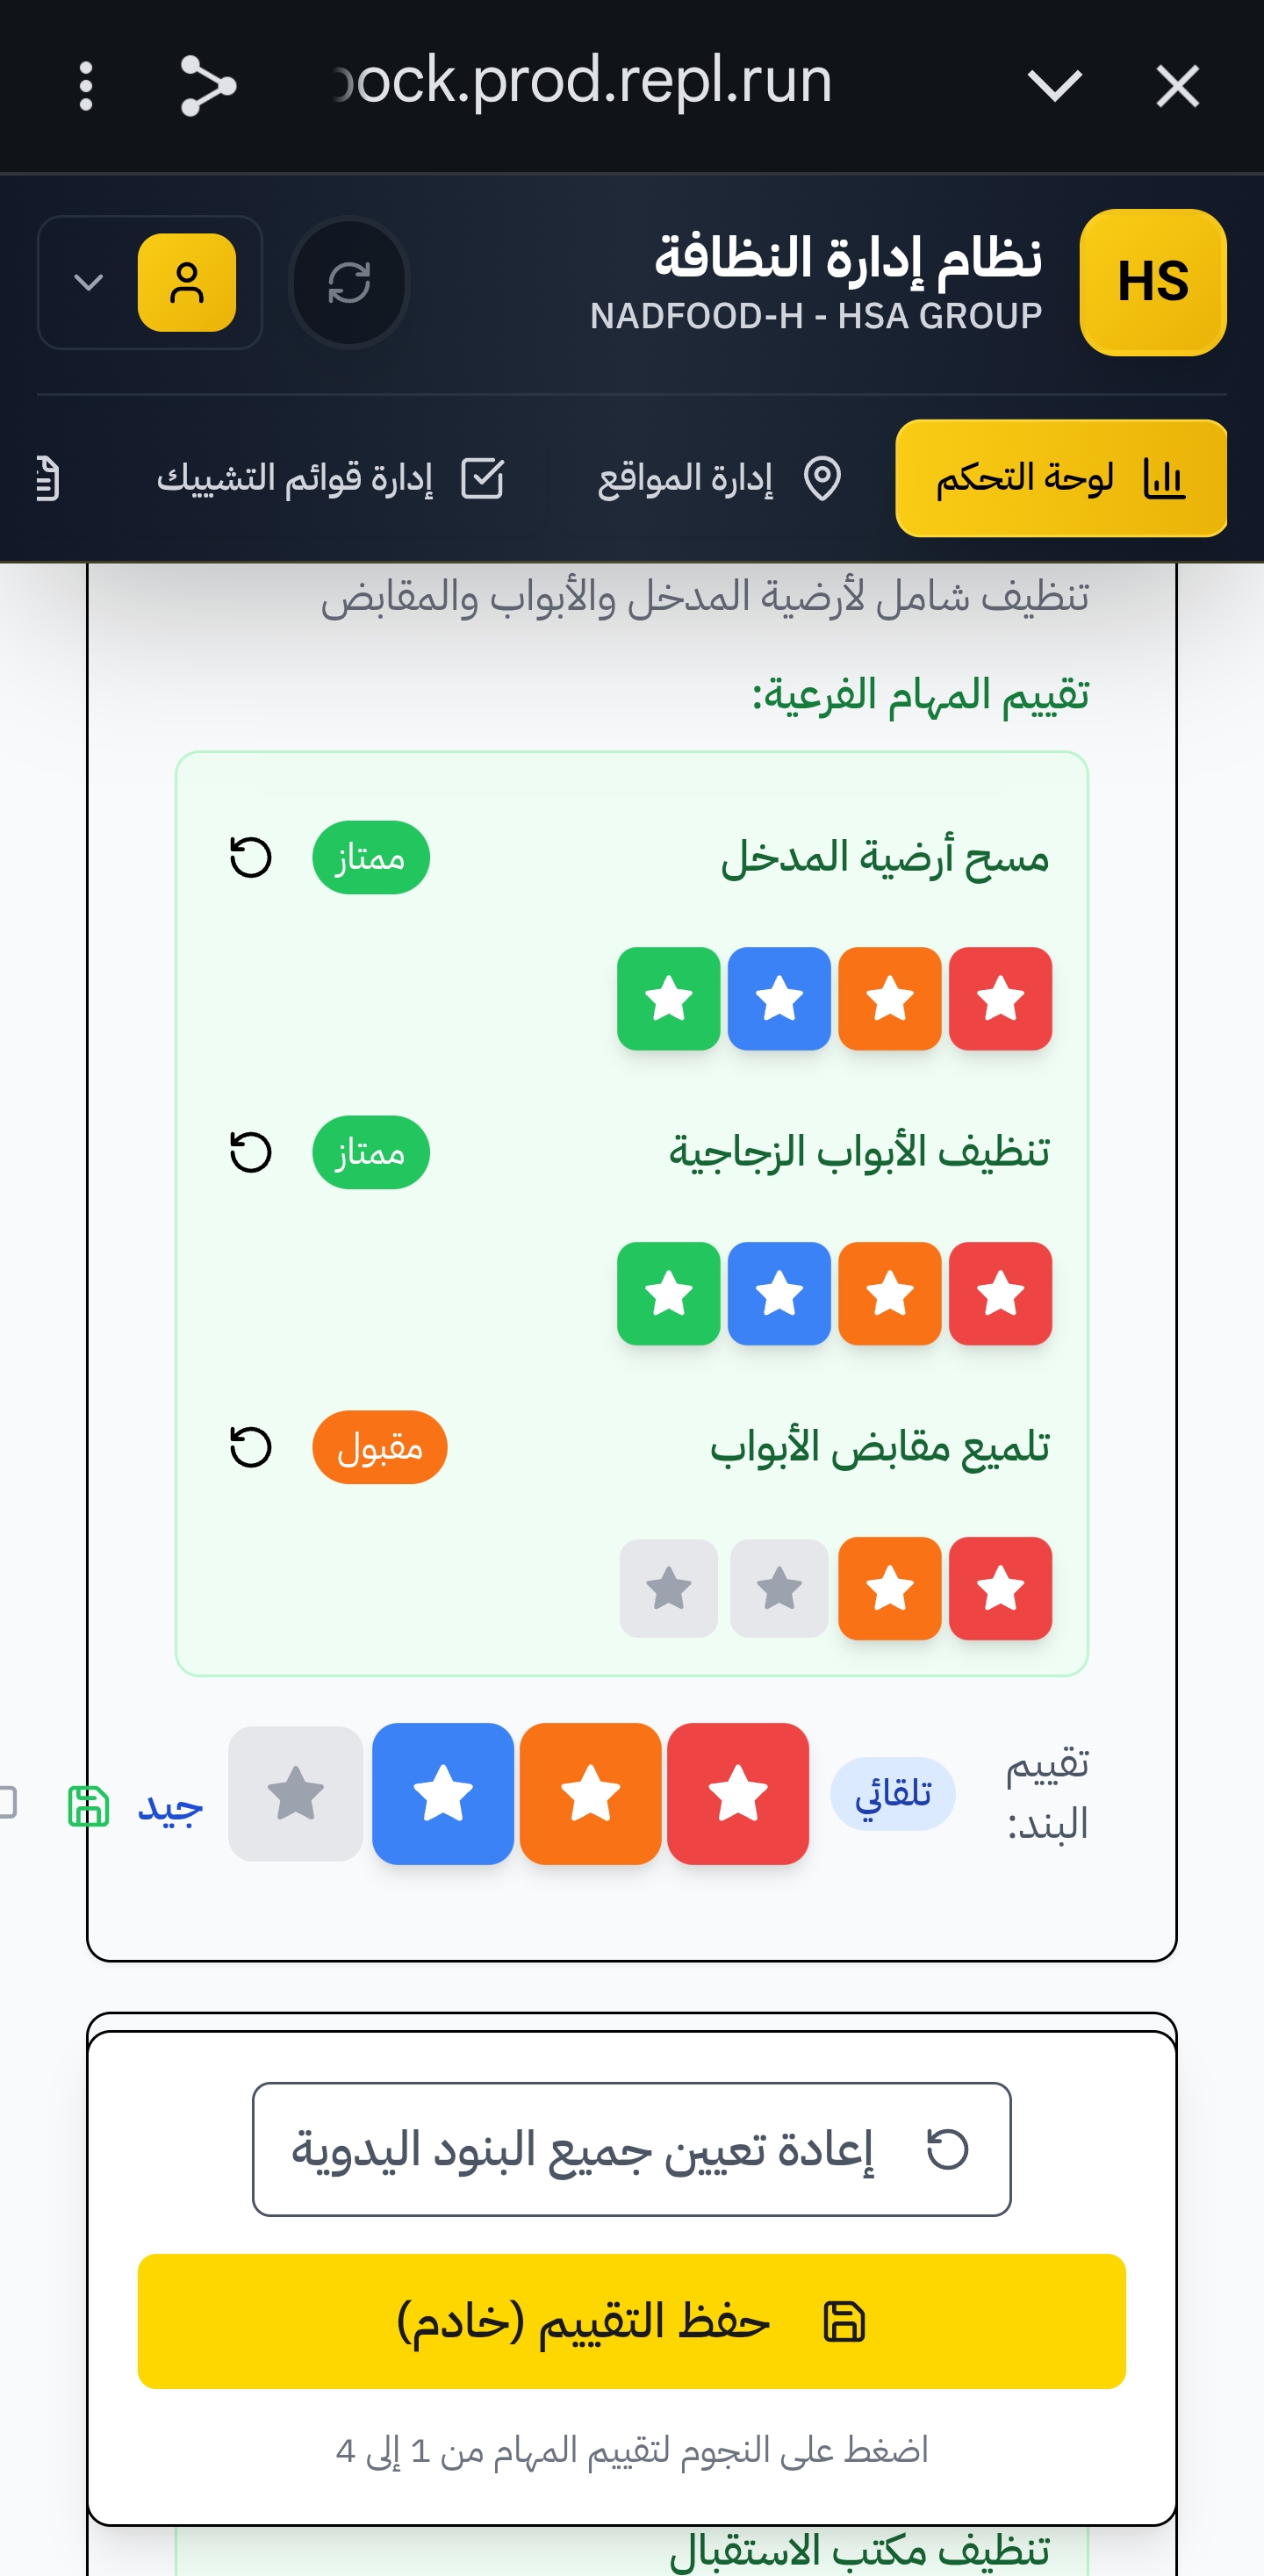 ock.prod.repl.run
HS
نظام إدارة النظافة
NADFOOD-H - HSA GROUP
لوحة التحكم
إدارة المواقع
إدارة قوائم التشييك
تنظيف شامل لأرضية المدخل والأبواب والمقابض
تقييم المهام الفرعية:
مسح أرضية المدخل
ممتاز
تنظيف الأبواب الزجاجية
ممتاز
تلميع مقابض الأبواب
مقبول
تقييم
البند:
تلقائي
جيد
إعادة تعيين جميع البنود اليدوية
حفظ التقييم (خادم)
اضغط على النجوم لتقييم المهام من 1 إلى 4
تنظيف مكتب الاستقبال